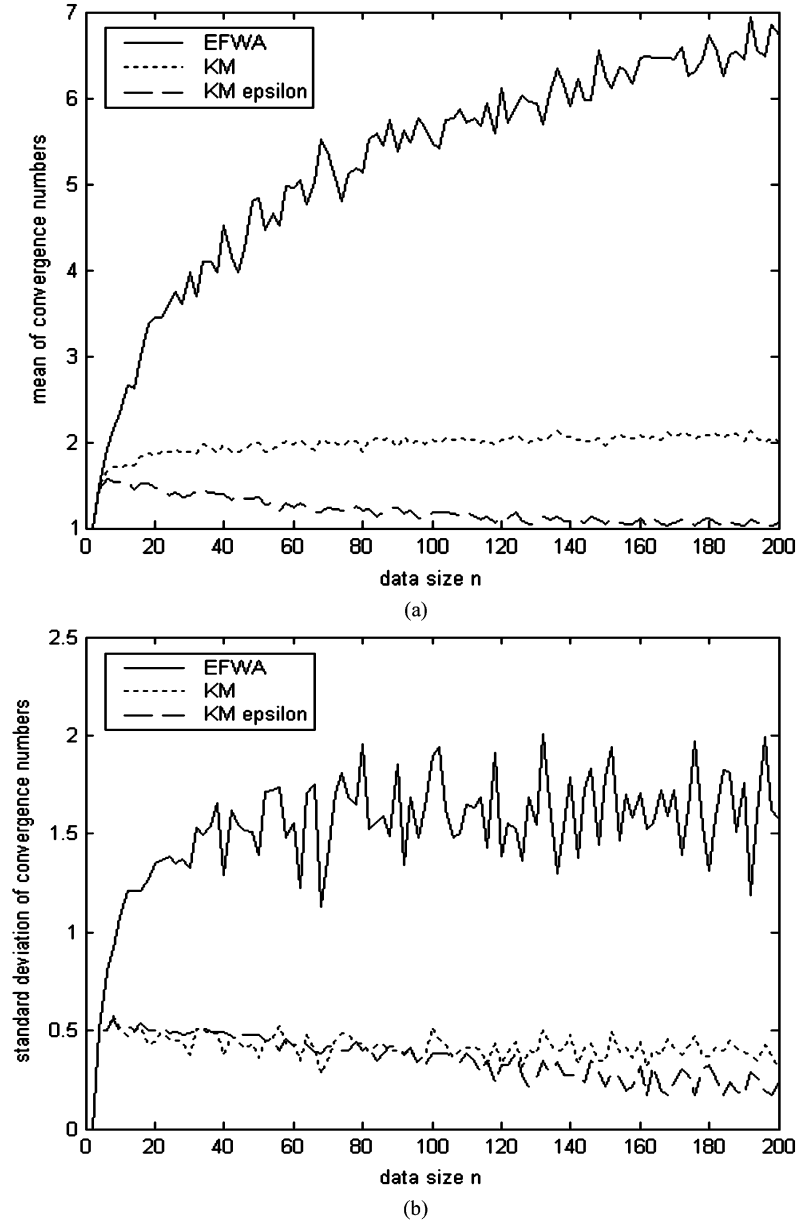 7
6
5
4
3
2
1
mean of convergence numbers
EFWA
KM
KM epsilon
0 20 40 60 80 100 120 140 160 180 200
data size n
(a)
2.5
2
1.5
1
0.5
0
standard deviation of convergence numbers
EFWA
KM
KM epsilon
0 20 40 60 80 100 120 140 160 180 200
data size n
(b)